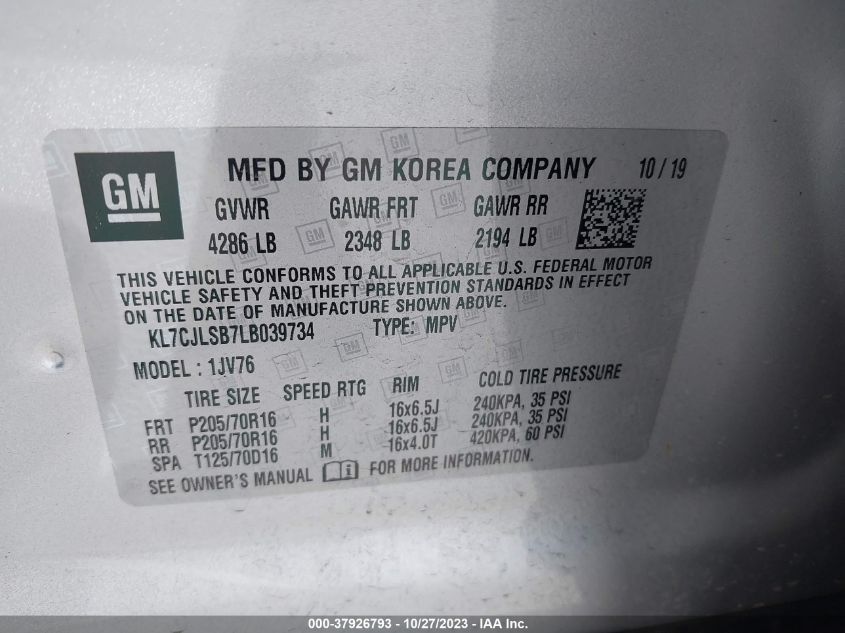 GM
MFD BY GM KOREA COMPANY 10/19
GVWR GAWR FRT GAWR RR
4286 LB 2348 LB 2194 LB
THIS VEHICLE CONFORMS TO ALL APPLICABLE U.S. FEDERAL MOTOR
VEHICLE SAFETY AND THEFT PREVENTION STANDARDS IN EFFECT
ON THE DATE OF MANUFACTURE SHOWN ABOVE.
KL7CJLSB7LB039734 TYPE: MPV
MODEL : 1JV76
TIRE SIZE SPEED RTG RIM COLD TIRE PRESSURE
FRT P205/70R16 H 16x6.5J 240KPA, 35 PSI
RR P205/70R16 H 16x6.5J 240KPA, 35 PSI
SPA T125/70D16 M 16x4.0T 420KPA, 60 PSI
SEE OWNER'S MANUAL FOR MORE INFORMATION.
000-37926793 - 10/27/2023 - IAA Inc.